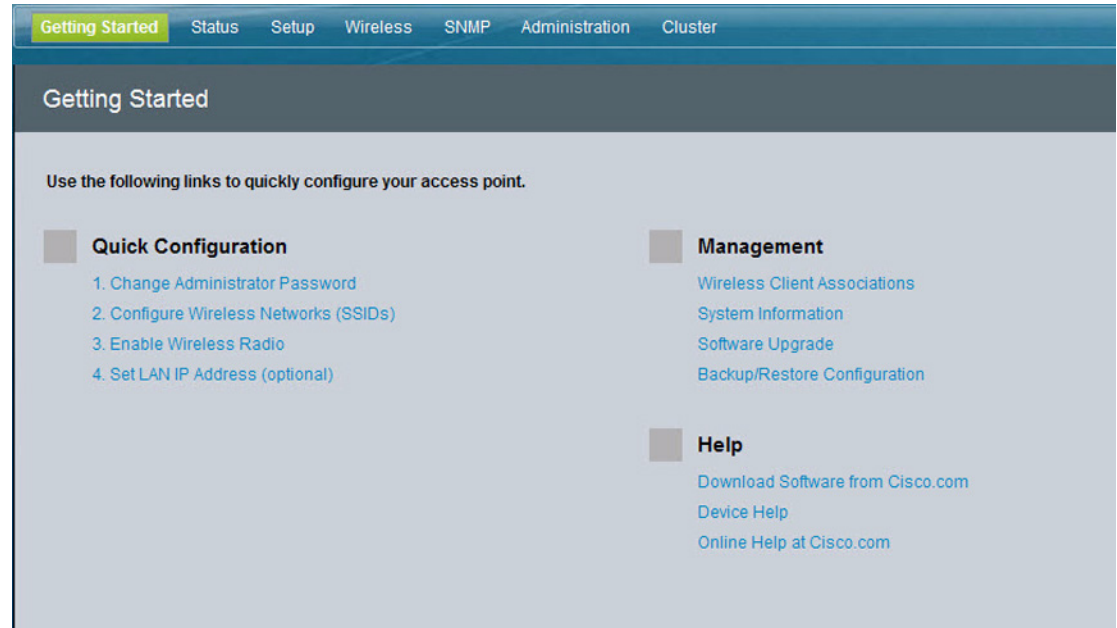 Getting Started Status Setup Wireless SNMP Administration Cluster
Getting Started
Use the following links to quickly configure your access point.
Quick Configuration
1. Change Administrator Password
2. Configure Wireless Networks (SSIDs)
3. Enable Wireless Radio
4. Set LAN IP Address (optional)
Management
Wireless Client Associations
System Information
Software Upgrade
Backup/Restore Configuration
Help
Download Software from Cisco.com
Device Help
Online Help at Cisco.com